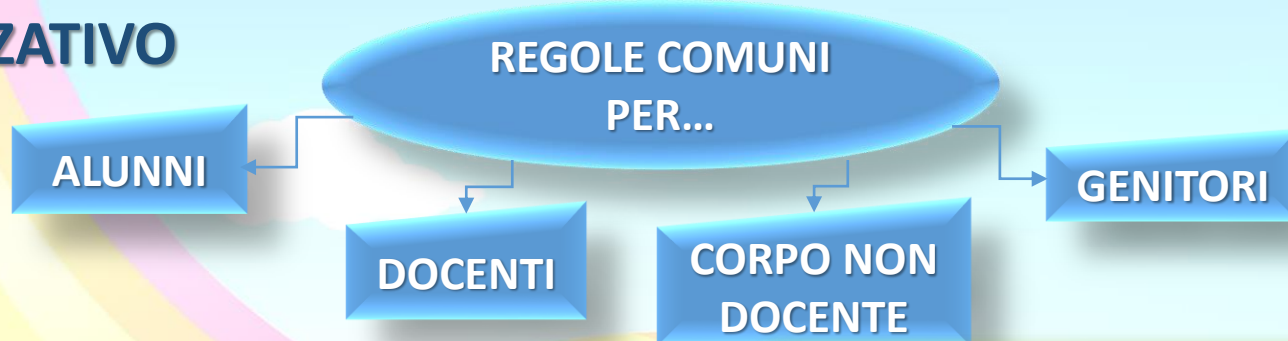 ZATIVO
REGOLE COMUNI
PER...
ALUNNI
GENITORI
DOCENTI
CORPO NON
DOCENTE